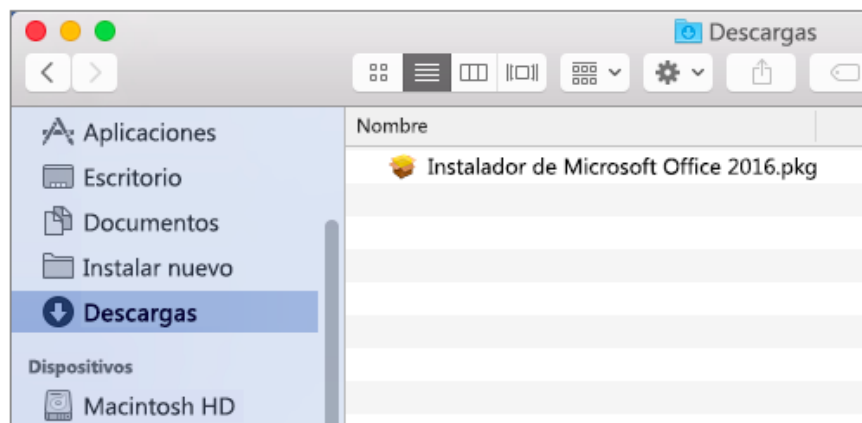 Descargas
Aplicaciones
Escritorio
Documentos
Instalar nuevo
Descargas
Dispositivos
Macintosh HD
Nombre
Instalador de Microsoft Office 2016.pkg